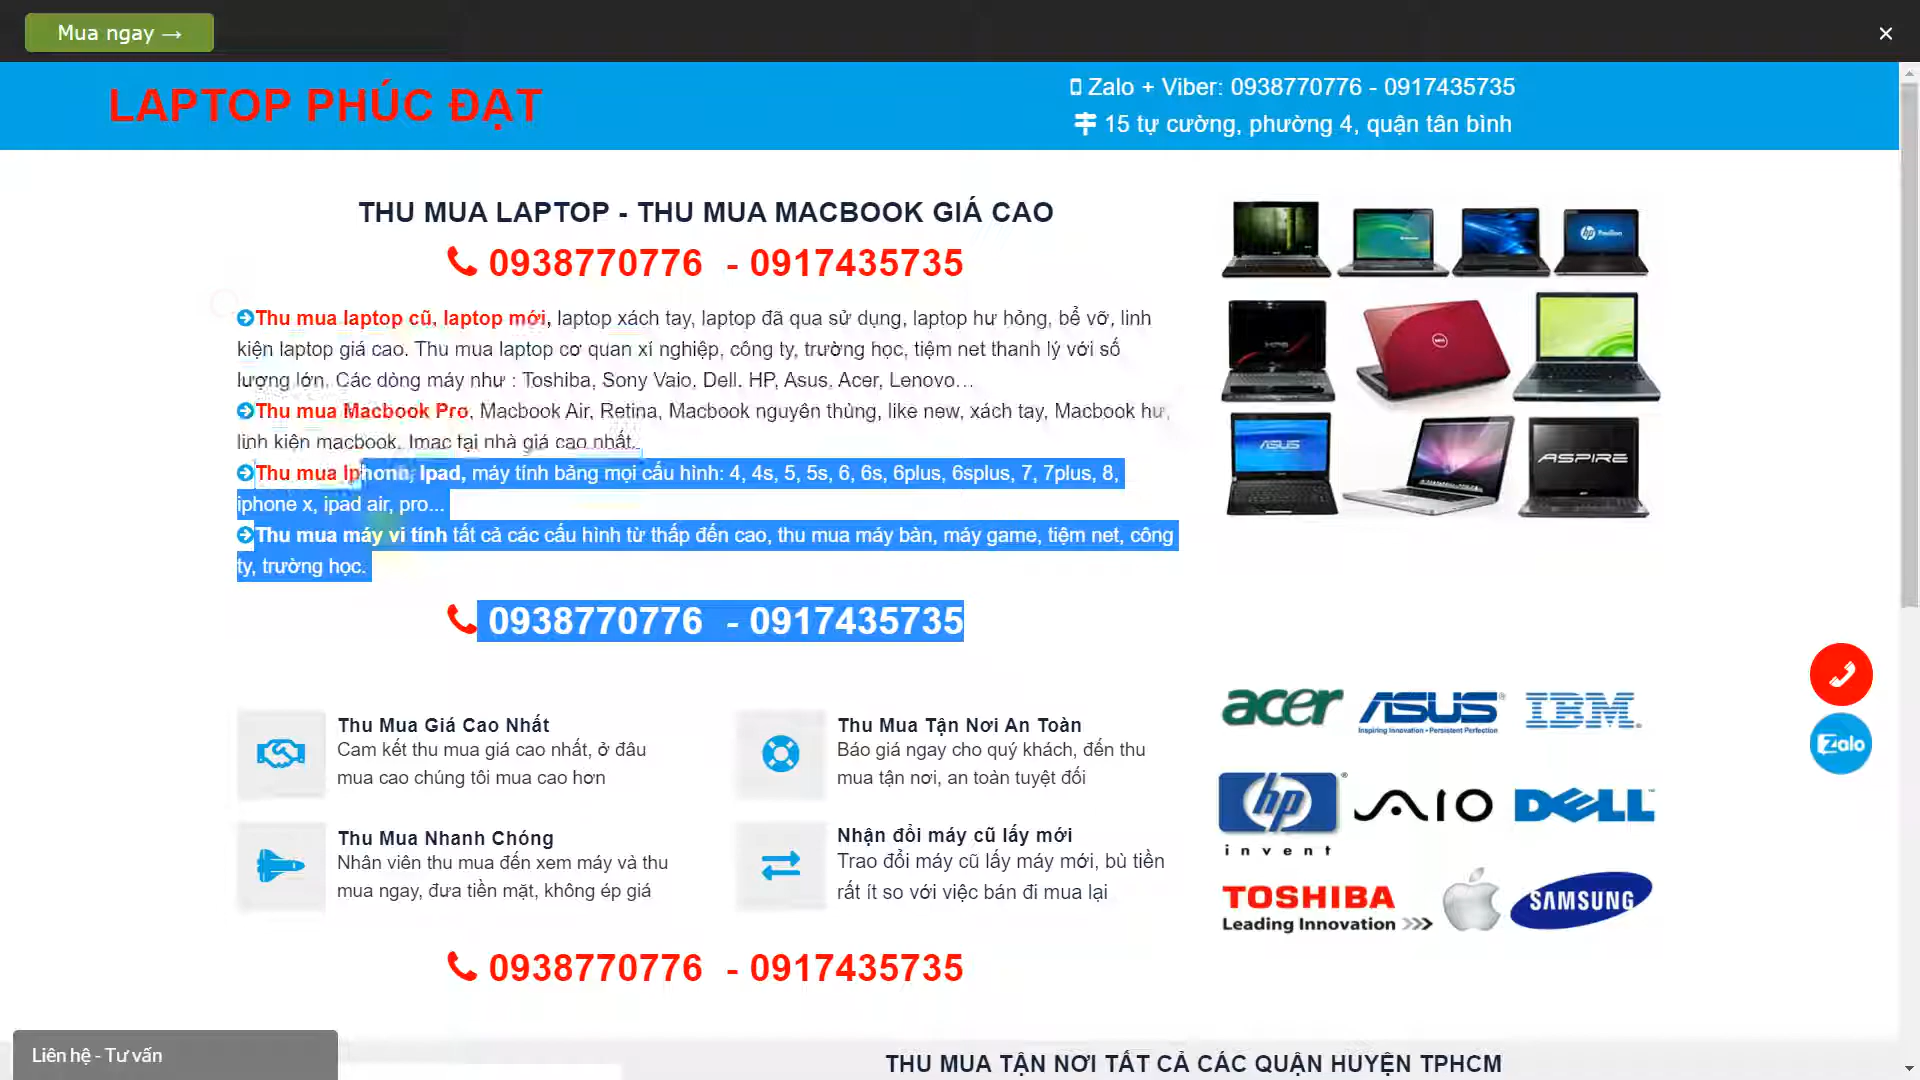 Mua ngay →
LAPTOP PHÚC ĐẠT
Zalo + Viber: 0938770776 - 0917435735
15 tự cường, phường 4, quận tân bình
THU MUA LAPTOP - THU MUA MACBOOK GIÁ CAO
0938770776 - 0917435735
Thu mua laptop cũ, laptop mới, laptop xách tay, laptop đã qua sử dụng, laptop hư hỏng, bể vỡ, linh
kiện laptop giá cao. Thu mua laptop cơ quan xí nghiệp, công ty, trường học, tiệm net thanh lý với số
lượng lớn. Các dòng máy như : Toshiba, Sony Vaio, Dell. HP, Asus, Acer, Lenovo…
Thu mua Macbook Pro, Macbook Air, Retina, Macbook nguyên thùng, like new, xách tay, Macbook hư,
linh kiện macbook. Imac tại nhà giá cao nhất.
Thu mua Ipad, máy tính bảng mọi cấu hình: 4, 4s, 5, 5s, 6, 6s, 6plus, 6splus, 7, 7plus, 8,
iphone x, ipad air, pro...
Thu mua máy vi tính tất cả các cấu hình từ thấp đến cao, thu mua máy bàn, máy game, tiệm net, công
ty, trường học.
0938770776 - 0917435735
Thu Mua Giá Cao Nhất
Cam kết thu mua giá cao nhất, ở đâu
mua cao chúng tôi mua cao hơn
Thu Mua Tận Nơi An Toàn
Báo giá ngay cho quý khách, đến thu
mua tận nơi, an toàn tuyệt đối
Thu Mua Nhanh Chóng
Nhân viên thu mua đến xem máy và thu
mua ngay, đưa tiền mặt, không ép giá
Nhận đổi máy cũ lấy mới
Trao đổi máy cũ lấy máy mới, bù tiền
rất ít so với việc bán đi mua lại
0938770776 - 0917435735
hp Pavilion
DELL
ASUS
ASPIRE
acer
ASUS
Inspiring Innovation • Persistent Perfection
IBM
hp
invent
VAIO
DELL
TOSHIBA
Leading Innovation >>>
SAMSUNG
Zalo
Liên hệ - Tư vấn
THU MUA TẬN NƠI TẤT CẢ CÁC QUẬN HUYỆN TPHCM